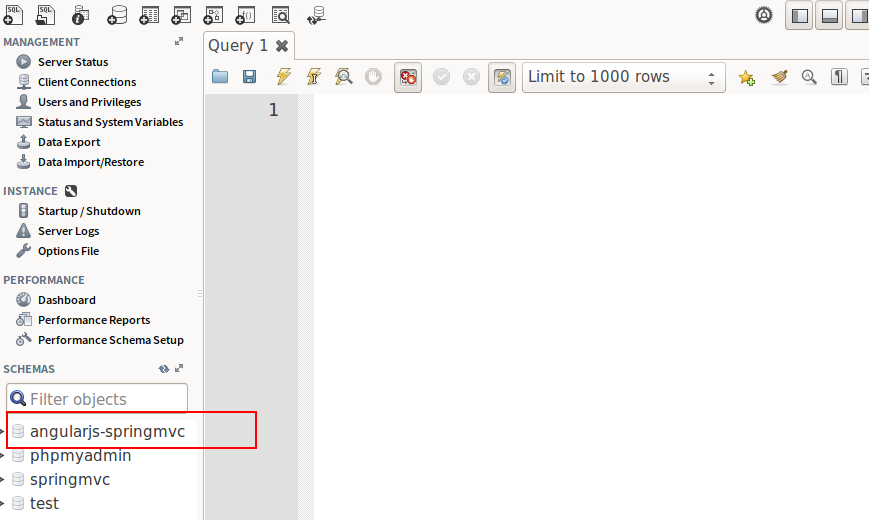 SQL SQL
MANAGEMENT
Server Status
Client Connections
Users and Privileges
Status and System Variables
Data Export
Data Import/Restore
INSTANCE
Startup / Shutdown
Server Logs
Options File
PERFORMANCE
Dashboard
Performance Reports
Performance Schema Setup
SCHEMAS
Filter objects
angularjs-springmvc
phpmyadmin
springmvc
test
Query 1
Limit to 1000 rows
1